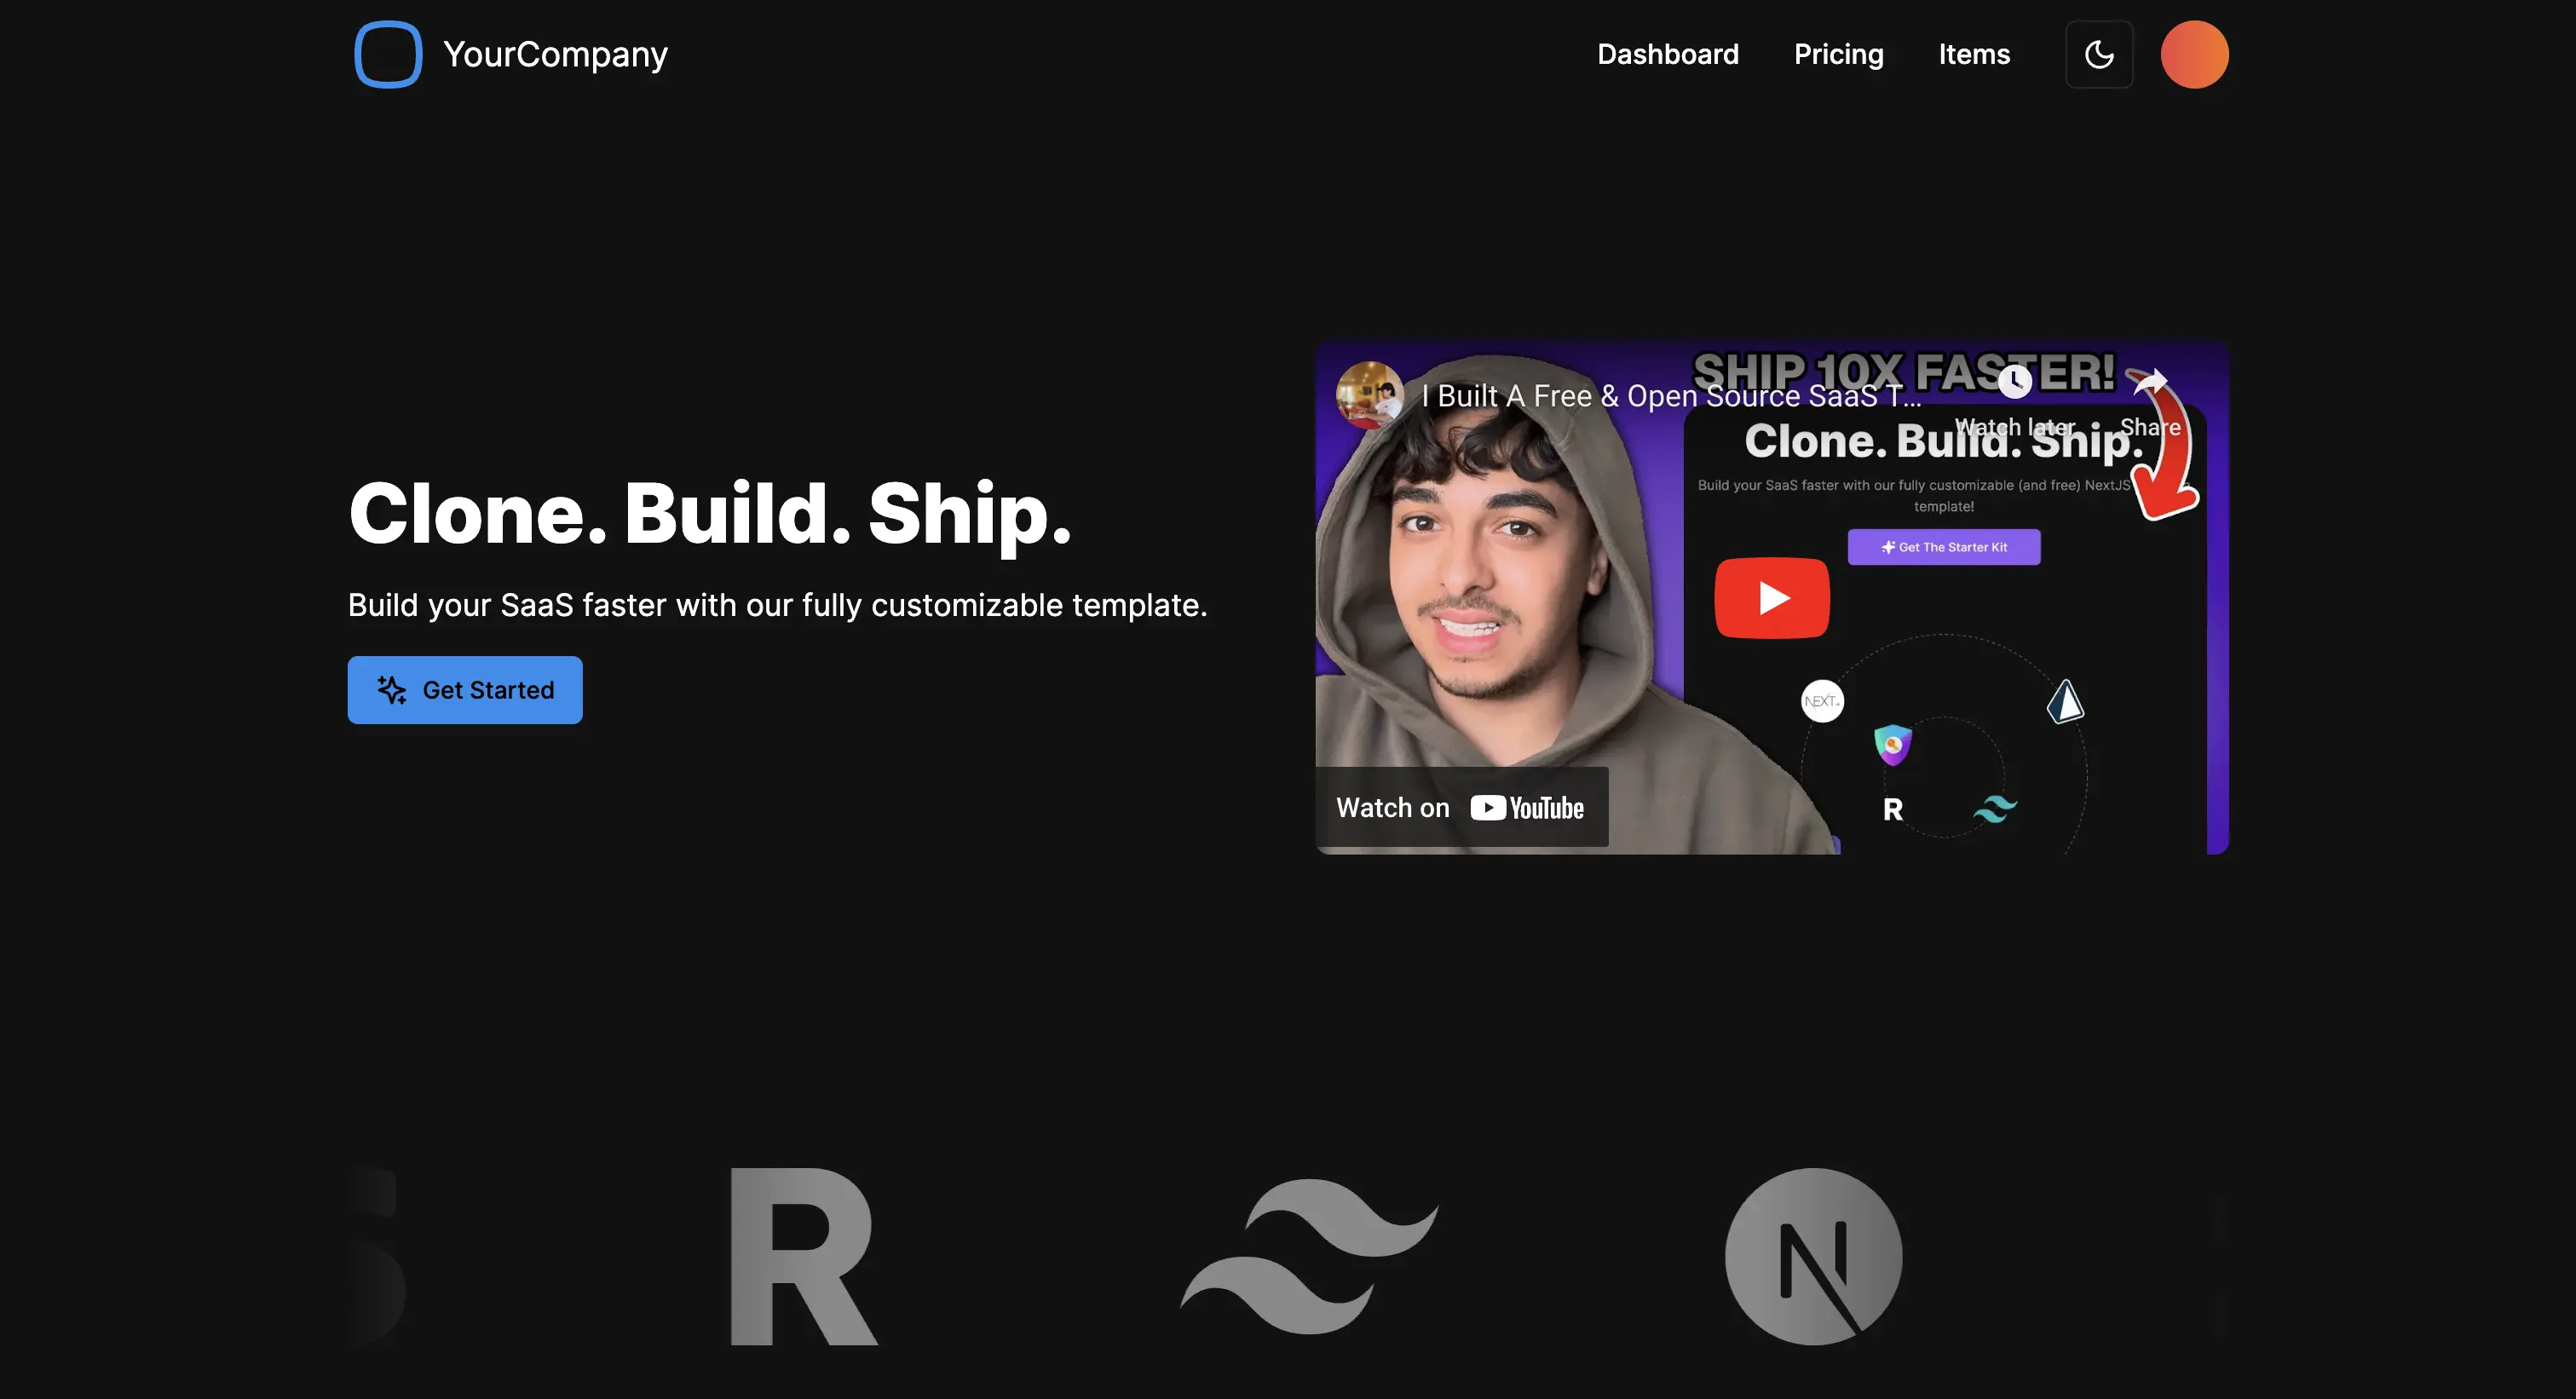 YourCompany
Dashboard
Pricing
Items
Clone. Build. Ship.
Build your SaaS faster with our fully customizable template.
Get Started
SHIP 10X FASTER!
I Built A Free & Open Source SaaS T...
Watch later
Share
Clone. Build. Ship.
Build your SaaS faster with our fully customizable (and free) NextJS
template!
Get The Starter Kit
NEXT
R
Watch on YouTube
R
N